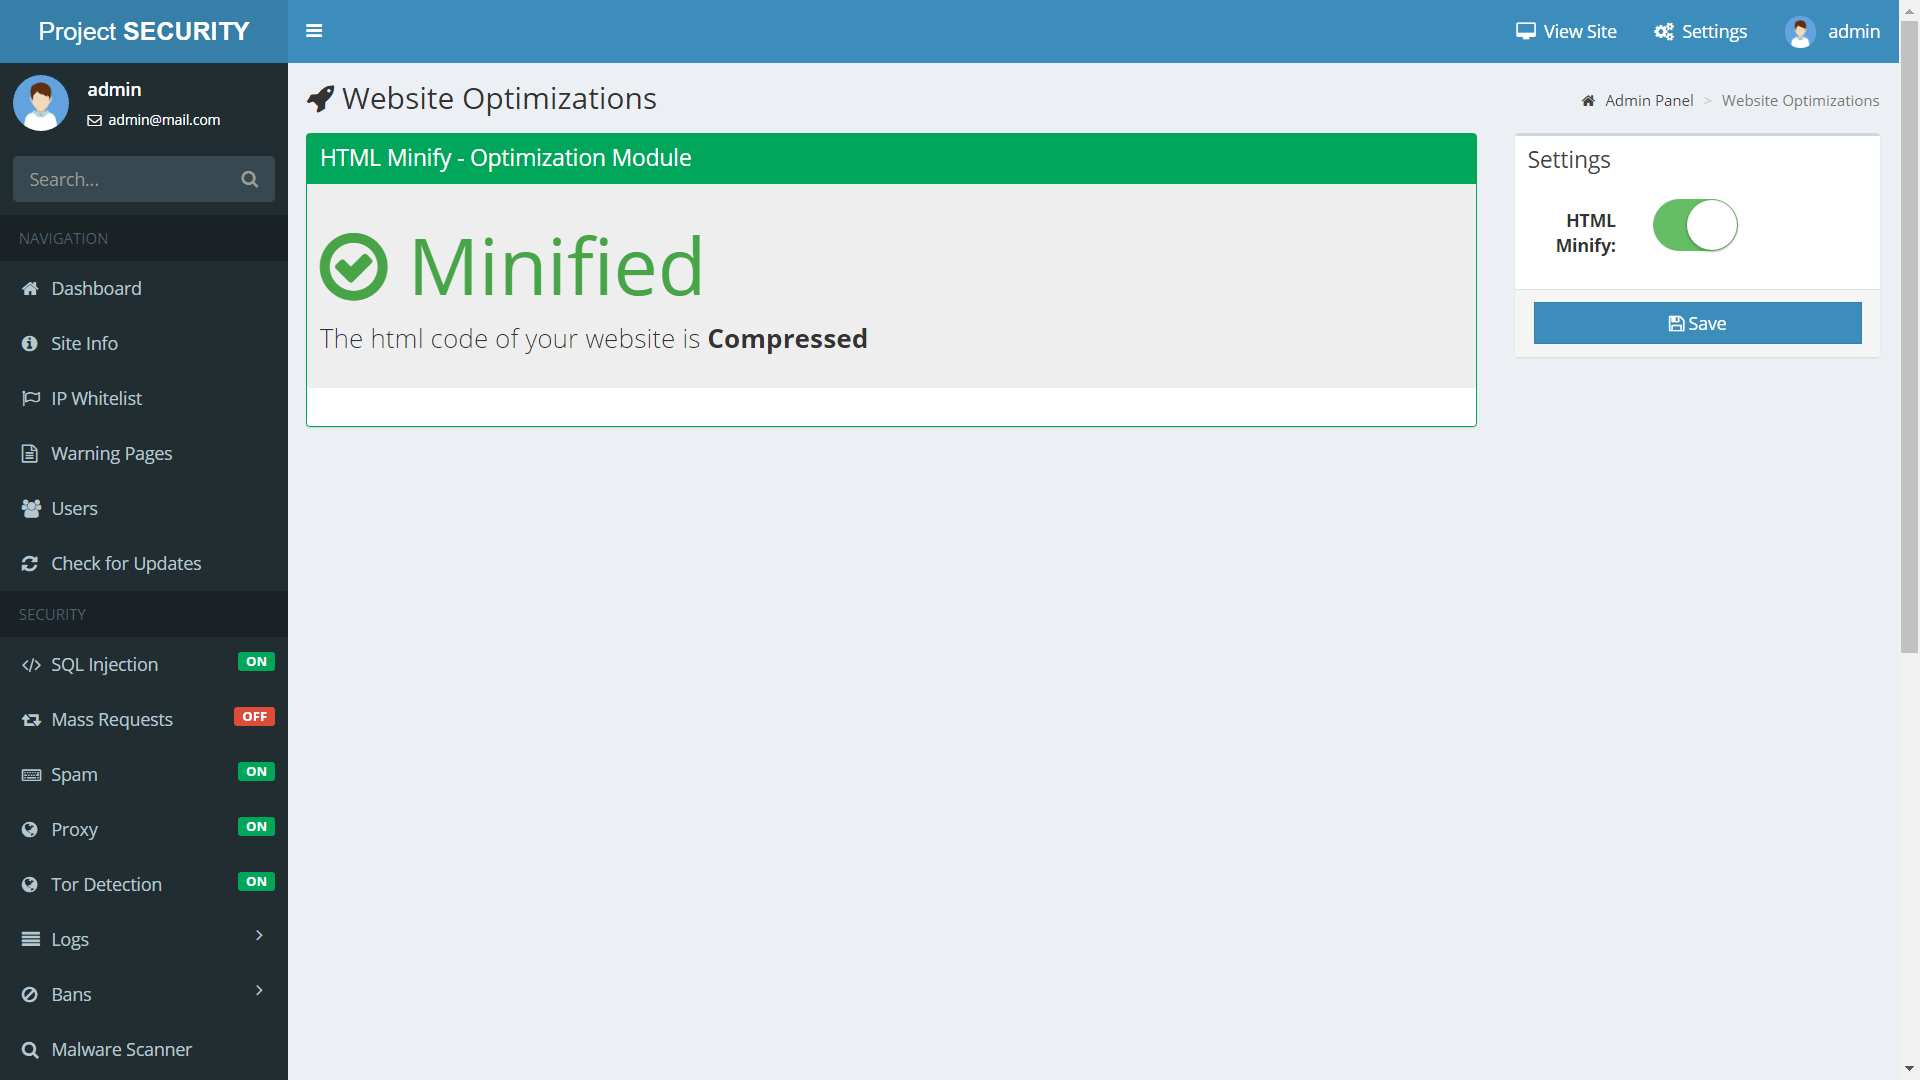 Project SECURITY
View Site
Settings
admin
admin
admin@mail.com
Search...
NAVIGATION
Dashboard
Site Info
IP Whitelist
Warning Pages
Users
Check for Updates
SECURITY
SQL Injection ON
Mass Requests OFF
Spam ON
Proxy ON
Tor Detection ON
Logs
Bans
Malware Scanner
Website Optimizations
Admin Panel > Website Optimizations
HTML Minify - Optimization Module
Minified
The html code of your website is Compressed
Settings
HTML
Minify:
Save